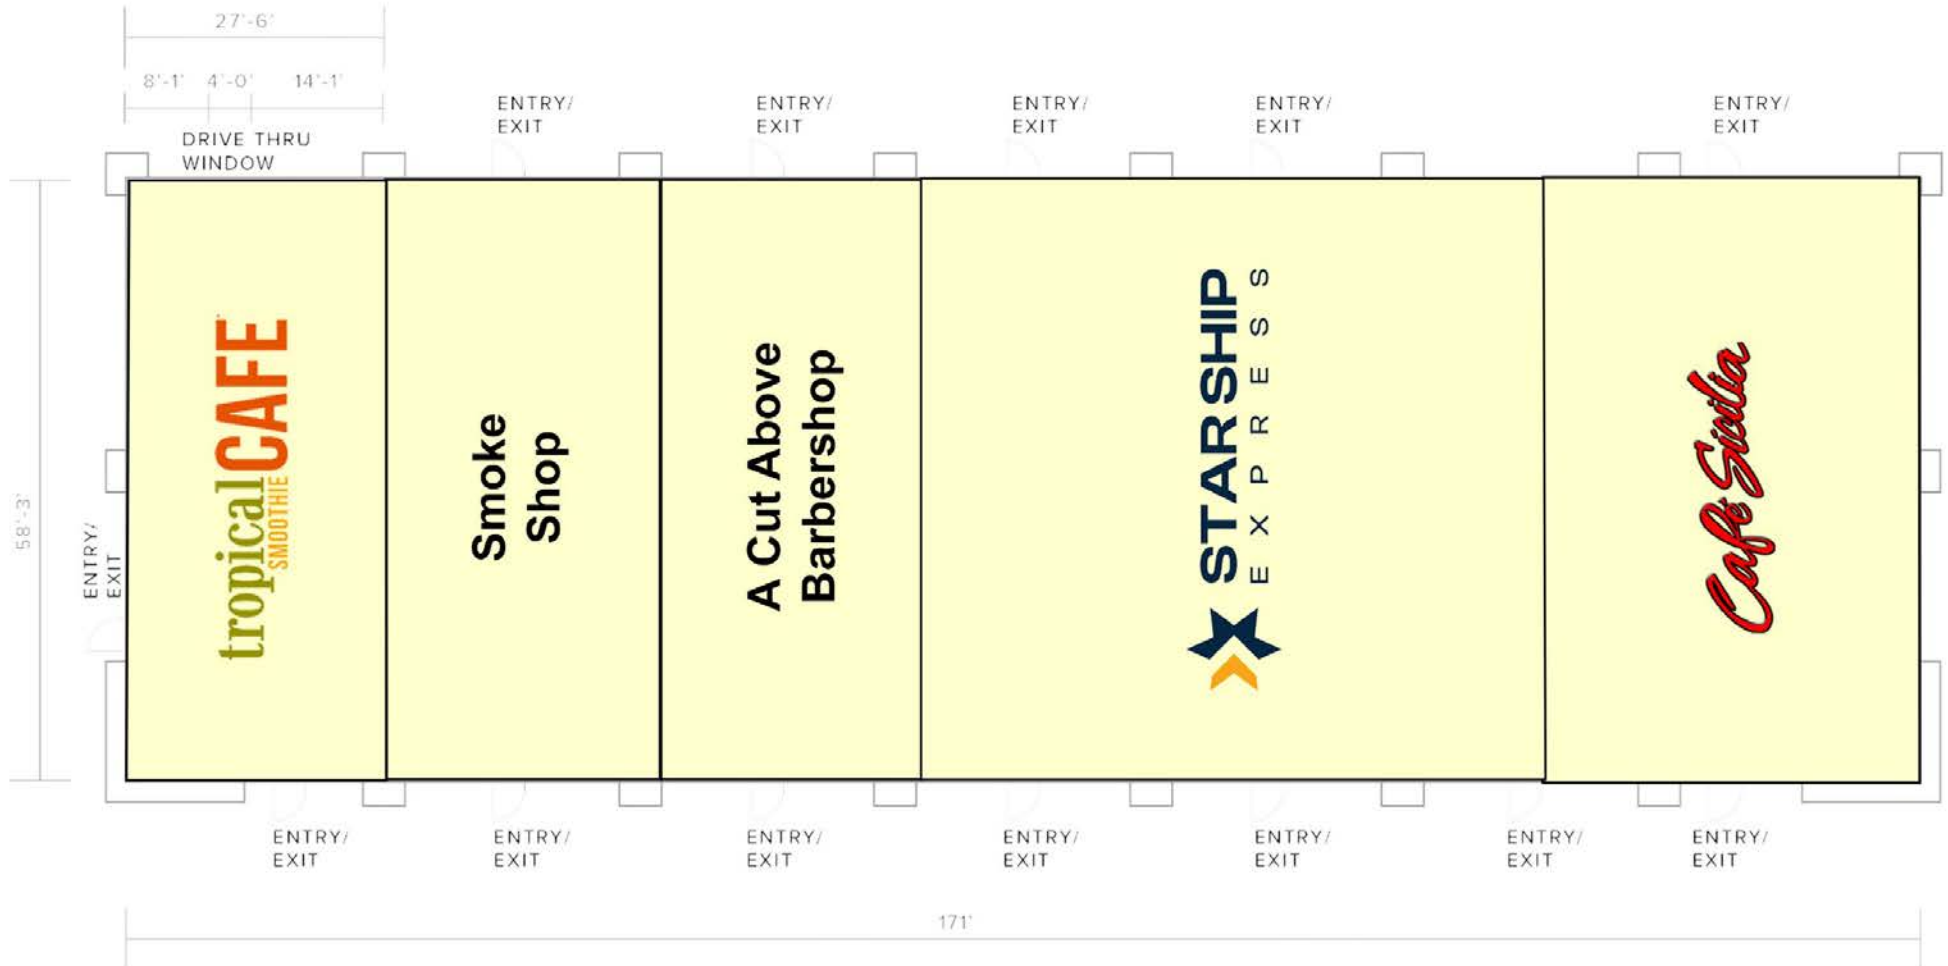 27'-6"
8'-1" 4'-0" 14'-1"
DRIVE THRU
WINDOW
ENTRY/
EXIT
ENTRY/
EXIT
ENTRY/
EXIT
ENTRY/
EXIT
ENTRY/
EXIT
58'-3"
ENTRY/
EXIT
tropical CAFE
SMOOTHIE
Smoke
Shop
A Cut Above
Barbershop
STARSHIP
EXPRESS
Café Sicilia
ENTRY/
EXIT
ENTRY/
EXIT
ENTRY/
EXIT
ENTRY/
EXIT
ENTRY/
EXIT
ENTRY/
EXIT
ENTRY/
EXIT
171'